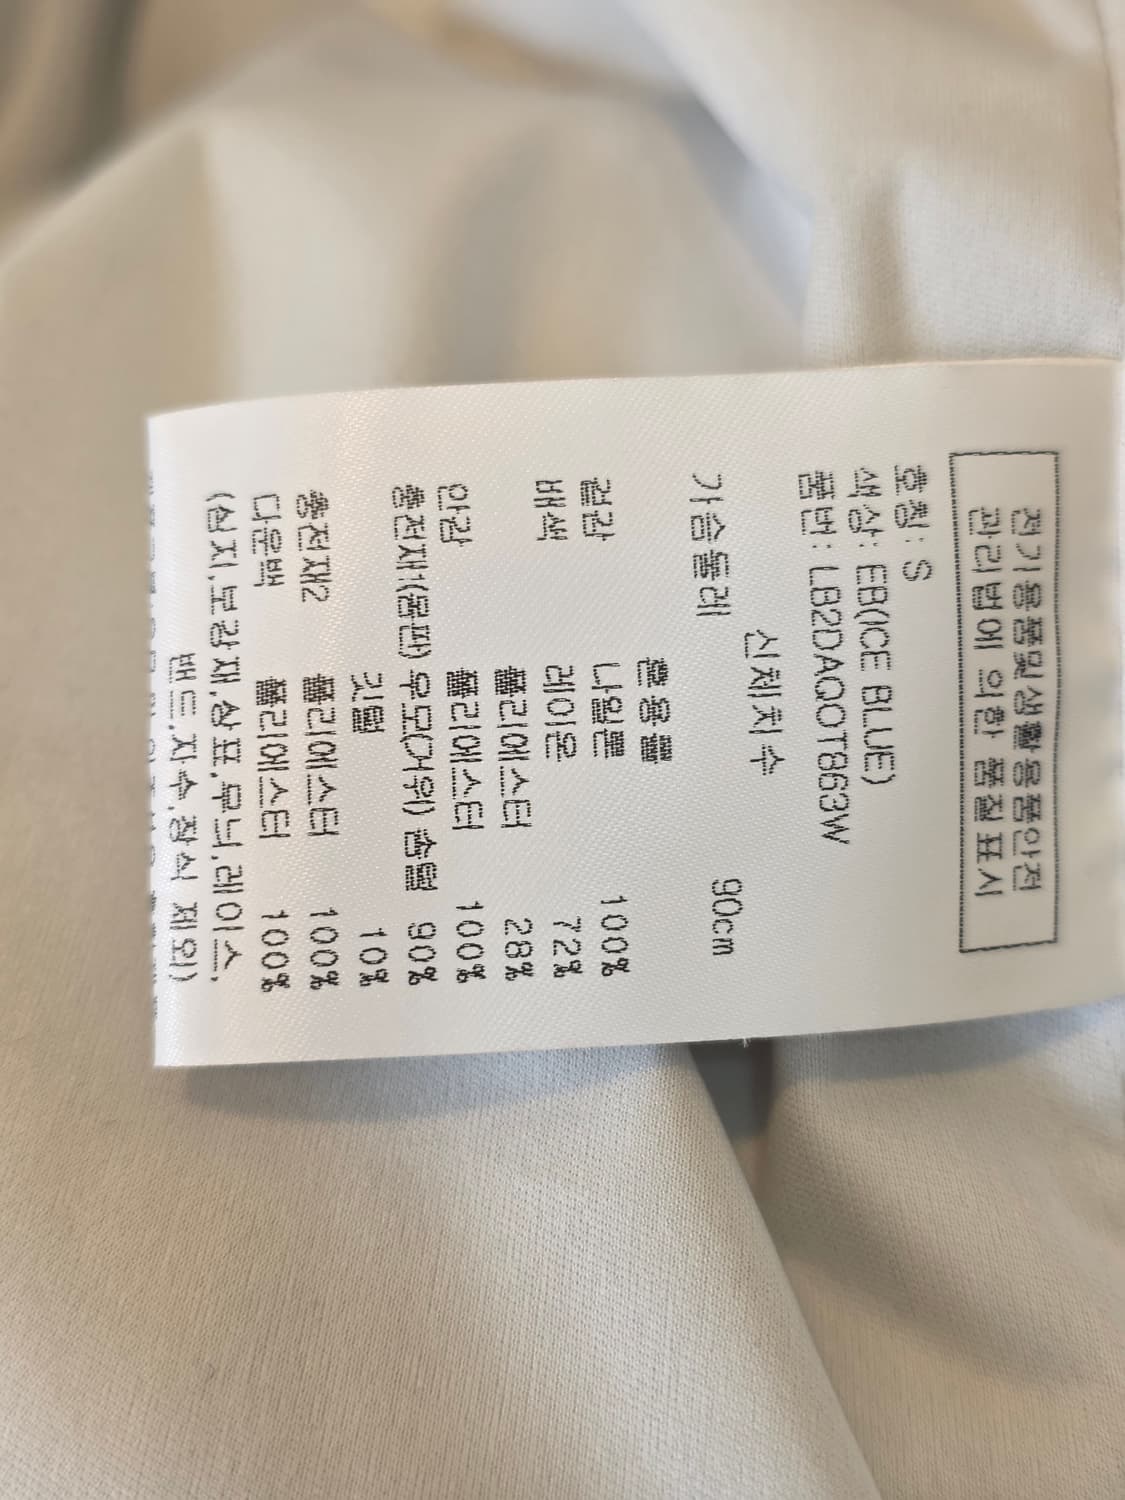 전기용품및생활용품안전
관리법에 의한 품질표시
호칭: S
색상: EB(ICE BLUE)
품번: LB2DAQOT863W
신체치수
가슴둘레 90cm
혼용률
겉감 나일론 100%
배색 레이온 72%
폴리에스터 28%
안감 폴리에스터 100%
충전재1(몸판) 우모(거위) 솜털 90%
깃털 10%
충전재2 폴리에스터 100%
다운백 폴리에스터 100%
(심지,보강재,상표,무늬,레이스,
밴드,자수,장식 제외)